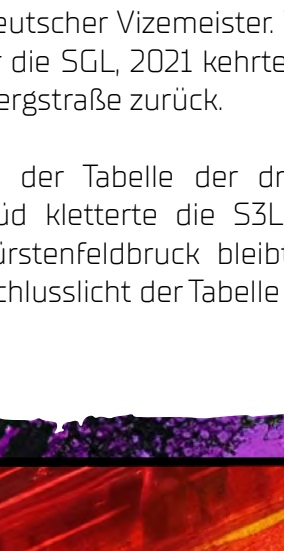 eutscher Vizemeister.
r die SGL, 2021 kehrte
ergstraße zurück.
der Tabelle der dr
üd kletterte die S3L
ürstenfeldbruck bleibt
chlusslicht der Tabelle